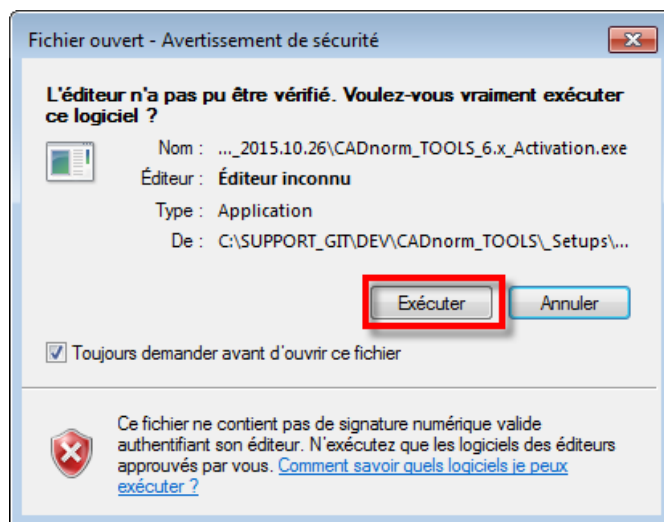 Fichier ouvert - Avertissement de sécurité
L'éditeur n'a pas pu être vérifié. Voulez-vous vraiment exécuter
ce logiciel ?
Nom : ..._2015.10.26\CADnorm_TOOLS_6.x_Activation.exe
Éditeur : Éditeur inconnu
Type : Application
De : C:\SUPPORT_GIT\DEV\CADnorm_TOOLS\_Setups\...
Exécuter Annuler
Toujours demander avant d'ouvrir ce fichier
Ce fichier ne contient pas de signature numérique valide
authentifiant son éditeur. N'exécutez que les logiciels des éditeurs
approuvés par vous. Comment savoir quels logiciels je peux
exécuter ?